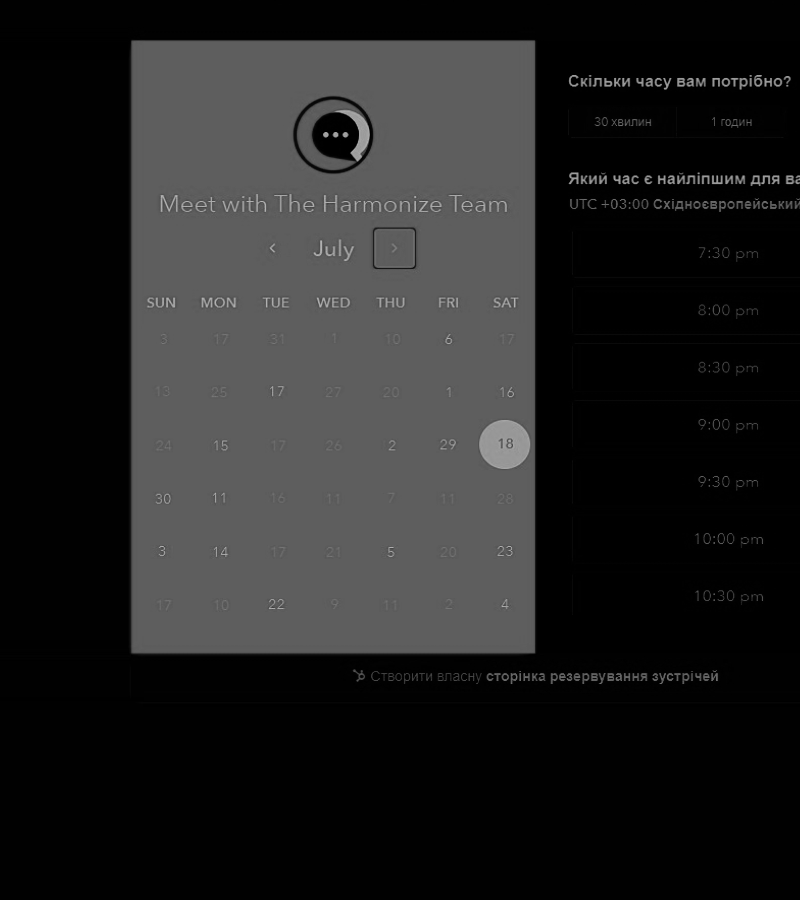 Meet with The Harmonize Team
July
SUN MON TUE WED THU FRI SAT
3 17 31 1 10 6 17
13 25 17 27 20 1 16
24 15 17 26 2 29 18
30 11 16 11 7 11 28
3 14 17 21 5 20 23
17 10 22 9 11 2 4
Скільки часу вам потрібно?
30 хвилин 1 годин
Який час є найліпшим для
UTC +03:00 Східноєвропейський
7:30 pm
8:00 pm
8:30 pm
9:00 pm
9:30 pm
10:00 pm
10:30 pm
Створити власну сторінка резервування зустрічей